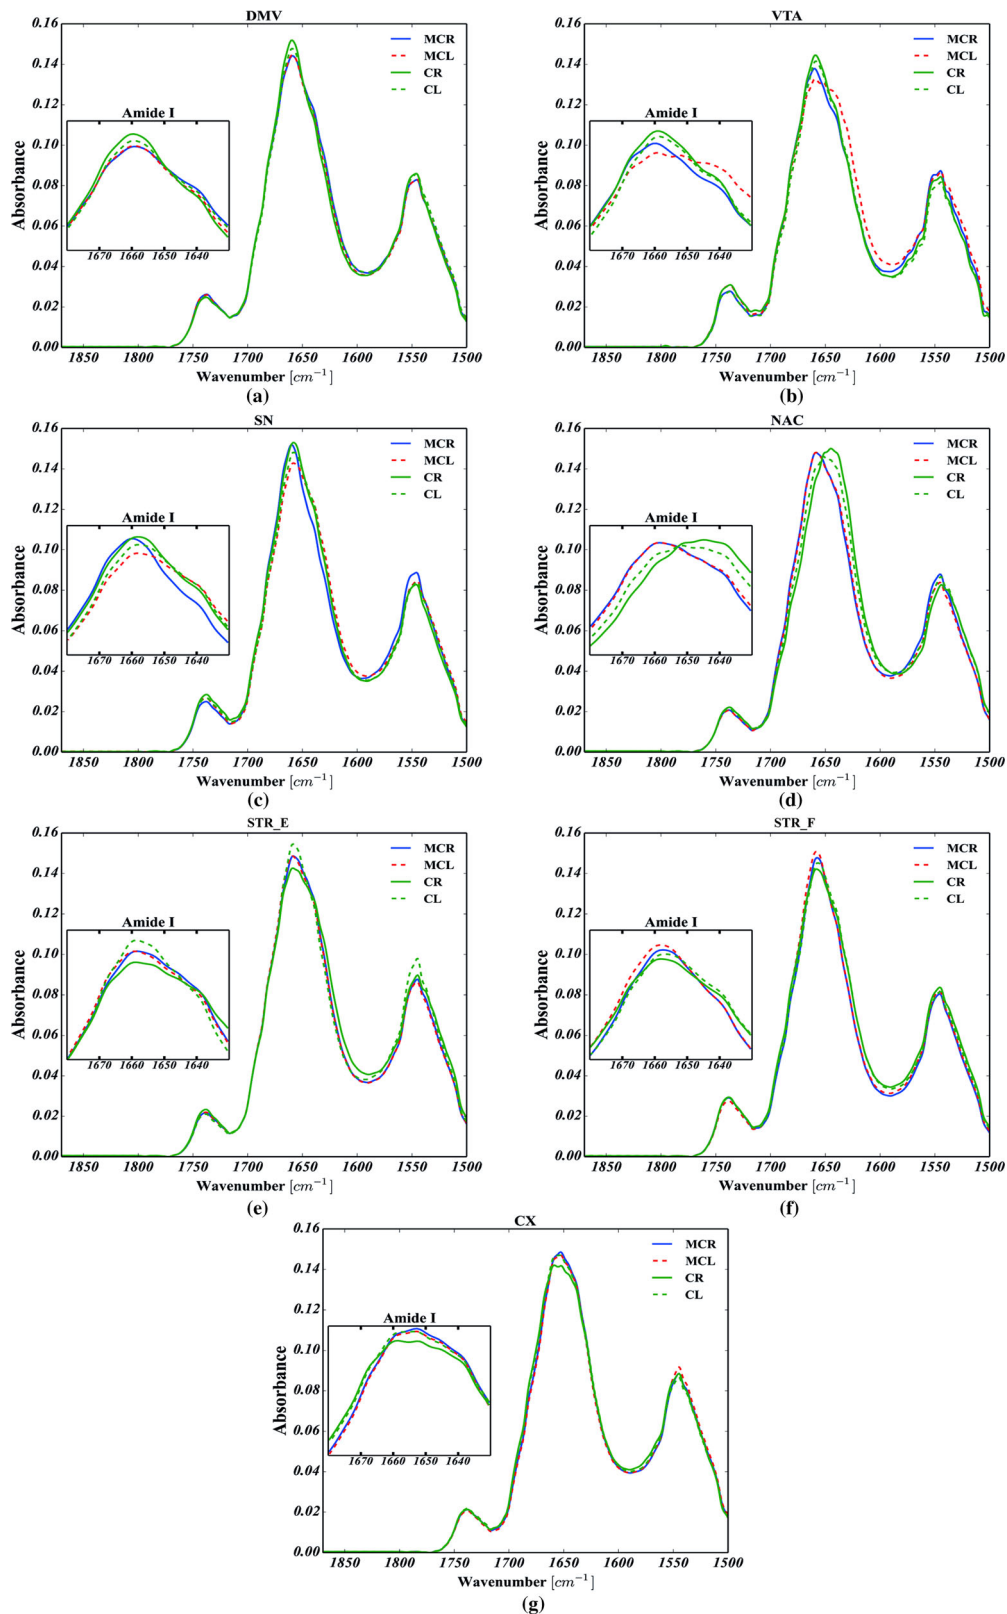 DMV
0.16
0.14
0.12
0.10
0.08
0.06
0.04
0.02
0.00
Absorbance
MCR
MCL
CR
CL
Amide I
1670 1660 1650 1640
1850 1800 1750 1700 1650 1600 1550 1500
Wavenumber [cm⁻¹]
(a)
VTA
0.16
0.14
0.12
0.10
0.08
0.06
0.04
0.02
0.00
Absorbance
MCR
MCL
CR
CL
Amide I
1670 1660 1650 1640
1850 1800 1750 1700 1650 1600 1550 1500
Wavenumber [cm⁻¹]
(b)
SN
0.16
0.14
0.12
0.10
0.08
0.06
0.04
0.02
0.00
Absorbance
MCR
MCL
CR
CL
Amide I
1670 1660 1650 1640
1850 1800 1750 1700 1650 1600 1550 1500
Wavenumber [cm⁻¹]
(c)
NAC
0.16
0.14
0.12
0.10
0.08
0.06
0.04
0.02
0.00
Absorbance
MCR
MCL
CR
CL
Amide I
1670 1660 1650 1640
1850 1800 1750 1700 1650 1600 1550 1500
Wavenumber [cm⁻¹]
(d)
STR_E
0.16
0.14
0.12
0.10
0.08
0.06
0.04
0.02
0.00
Absorbance
MCR
MCL
CR
CL
Amide I
1670 1660 1650 1640
1850 1800 1750 1700 1650 1600 1550 1500
Wavenumber [cm⁻¹]
(e)
STR_F
0.16
0.14
0.12
0.10
0.08
0.06
0.04
0.02
0.00
Absorbance
MCR
MCL
CR
CL
Amide I
1670 1660 1650 1640
1850 1800 1750 1700 1650 1600 1550 1500
Wavenumber [cm⁻¹]
(f)
CX
0.16
0.14
0.12
0.10
0.08
0.06
0.04
0.02
0.00
Absorbance
MCR
MCL
CR
CL
Amide I
1670 1660 1650 1640
1850 1800 1750 1700 1650 1600 1550 1500
Wavenumber [cm⁻¹]
(g)